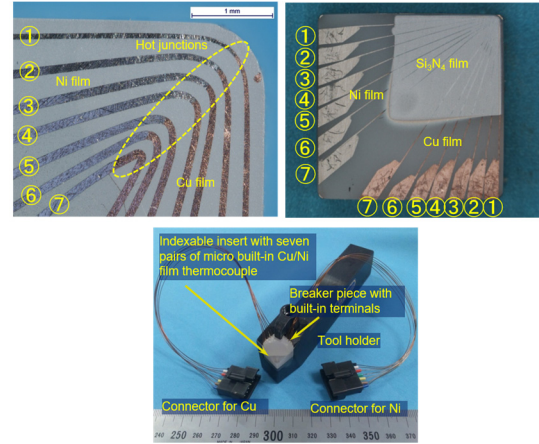 1 mm
Hot junctions
①
②
Ni film
③
④
⑤
⑥
⑦
Cu film
①
②
③
④
⑤
⑥
⑦
Ni film
Si₃N₄ film
Cu film
⑦ ⑥ ⑤ ④ ③ ② ①
Indexable insert with seven
pairs of micro built-in Cu/Ni
film thermocouple
Breaker piece with
built-in terminals
Tool holder
Connector for Cu
Connector for Ni
240 250 260 270 280 290 300 310 320 330 340 350 360 370